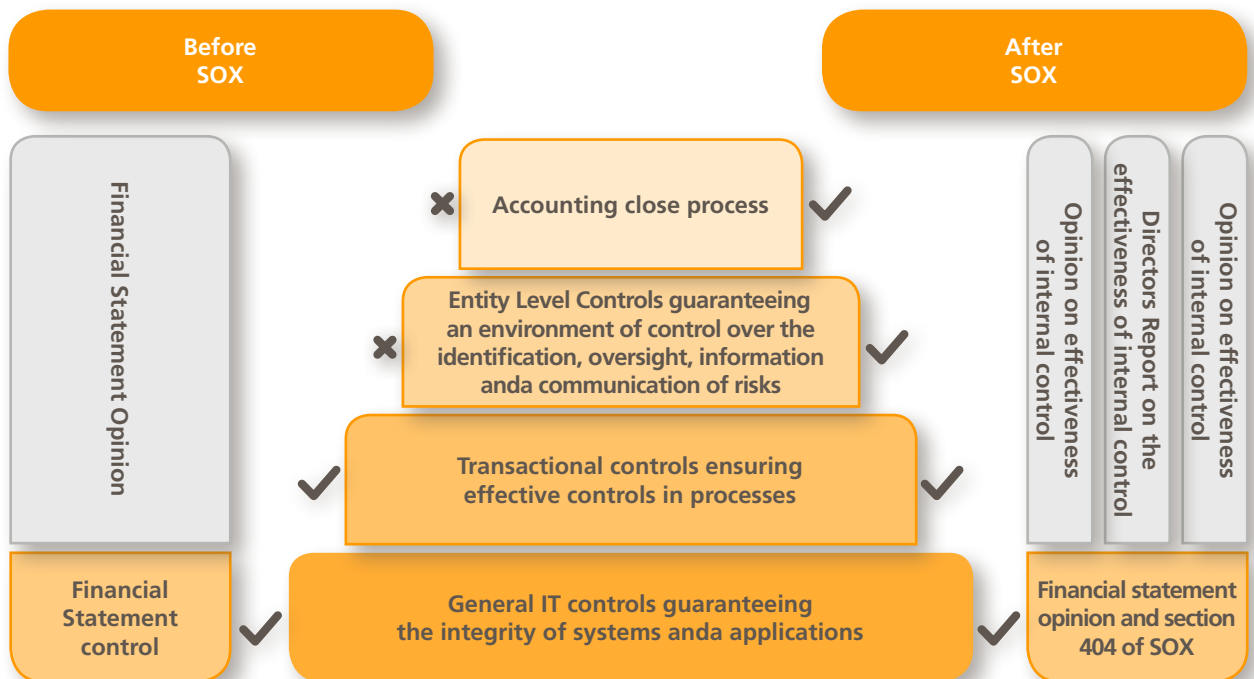 Before
SOX
After
SOX
Financial Statement Opinion
Accounting close process
Entity Level Controls guaranteeing
an environment of control over the
identification, oversight, information
anda communication of risks
Transactional controls ensuring
effective controls in processes
Opinion on effectiveness
of internal control
Directors Report on the
effectiveness of internal control
Opinion on effectiveness
of internal control
Financial
Statement
control
General IT controls guaranteeing
the integrity of systems anda applications
Financial statement
opinion and section
404 of SOX